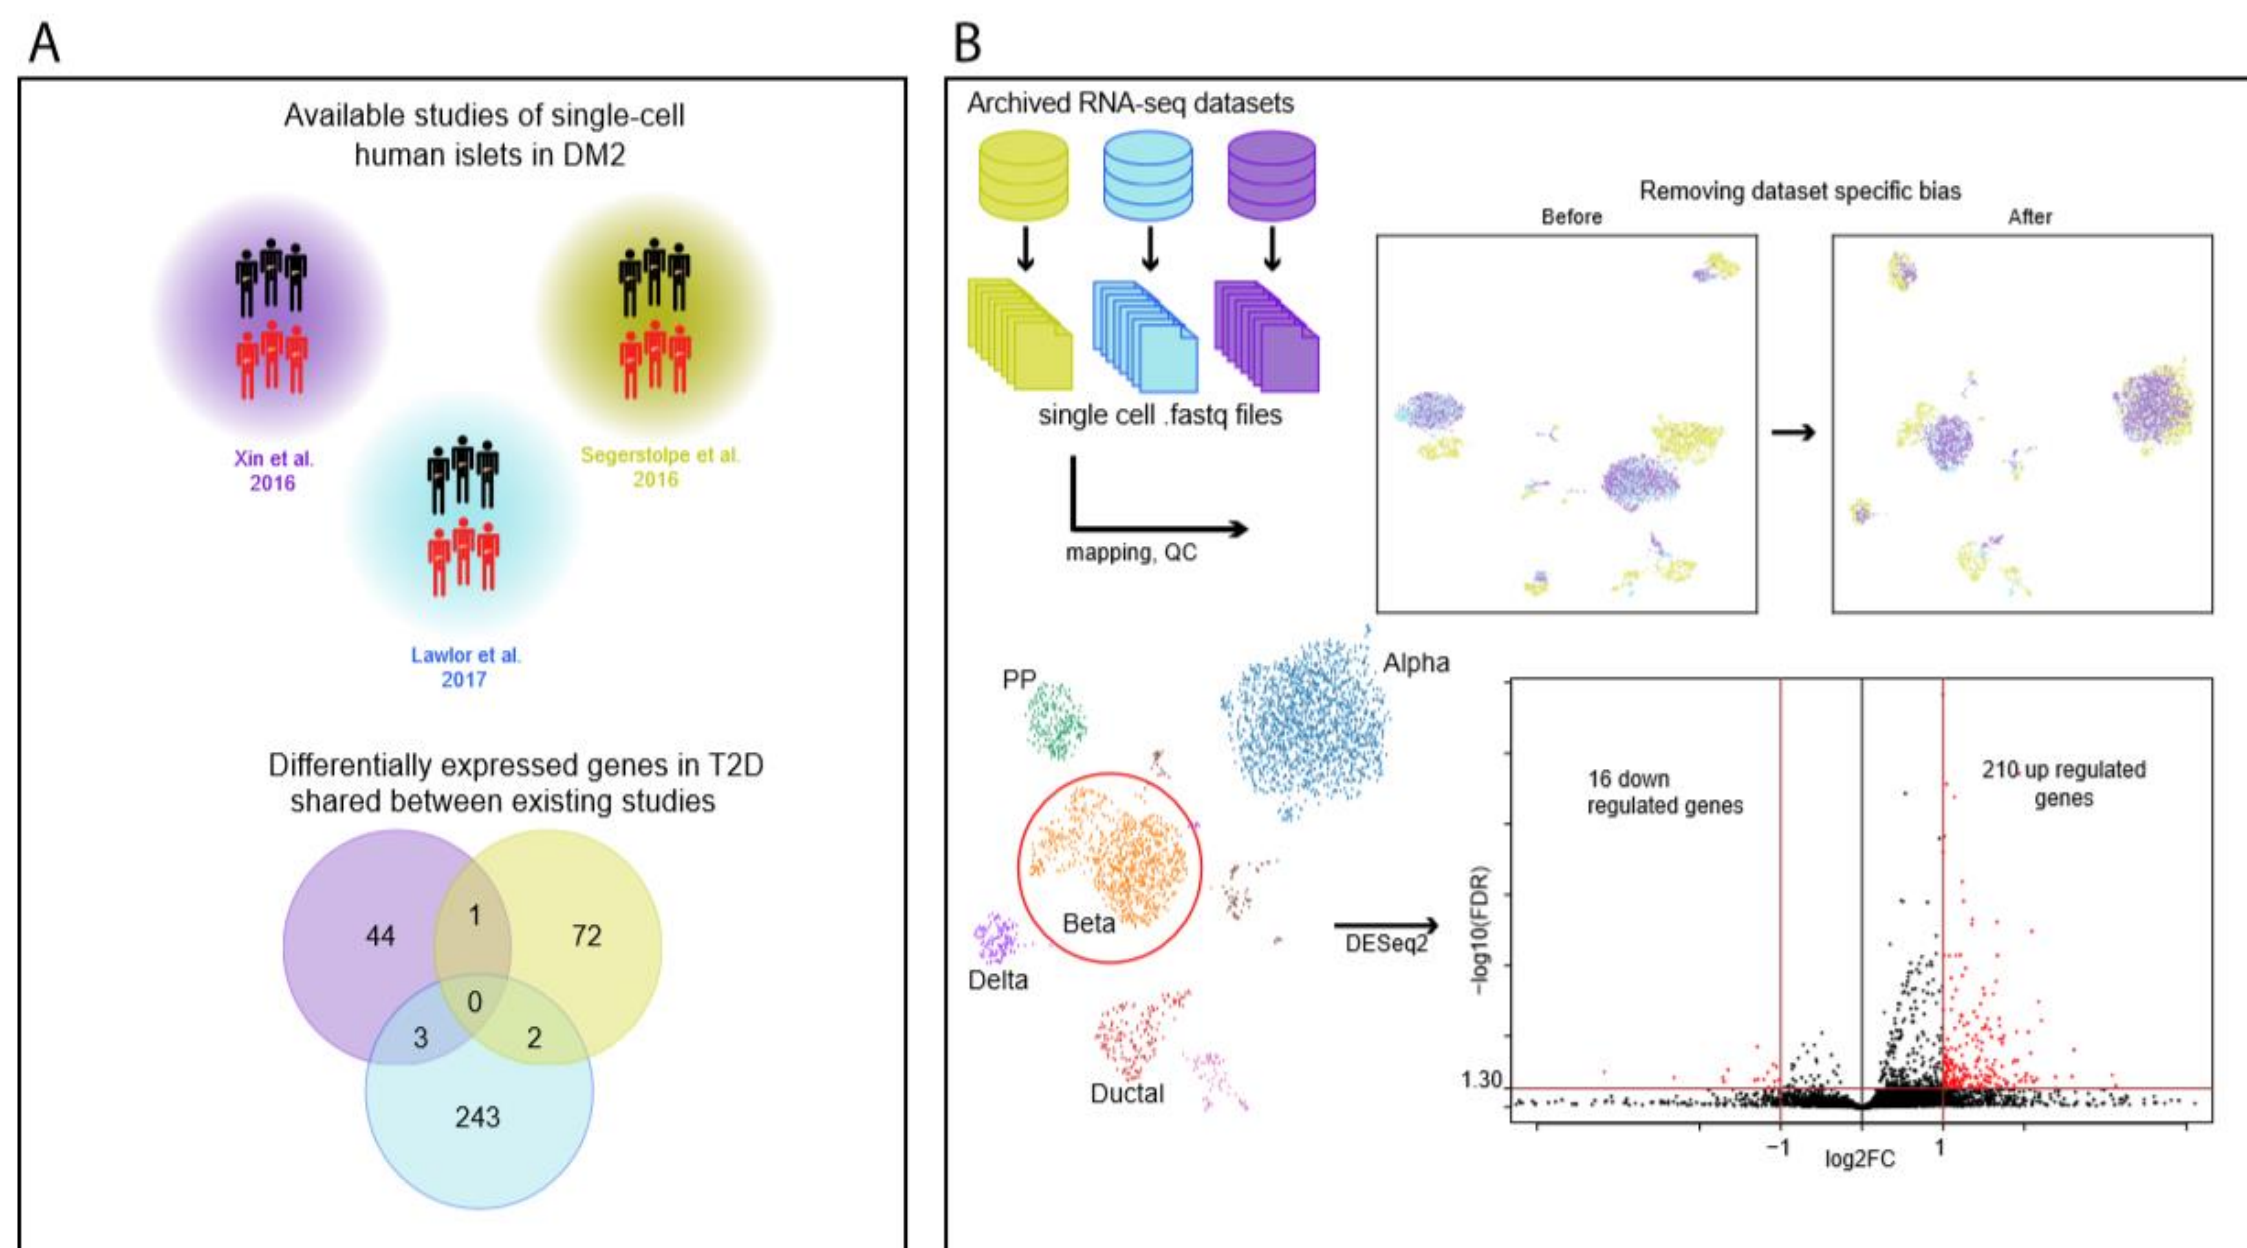 A
Available studies of single-cell
human islets in DM2
Xin et al.
2016
Segerstolpe et al.
2016
Lawlor et al.
2017
Differentially expressed genes in T2D
shared between existing studies
44
1
72
0
3
2
243
B
Archived RNA-seq datasets
single cell .fastq files
mapping, QC
Removing dataset specific bias
Before
After
PP
Alpha
Beta
Delta
Ductal
DESeq2
16 down
regulated genes
210 up regulated
genes
−log10(FDR)
1.30
−1
1
log2FC